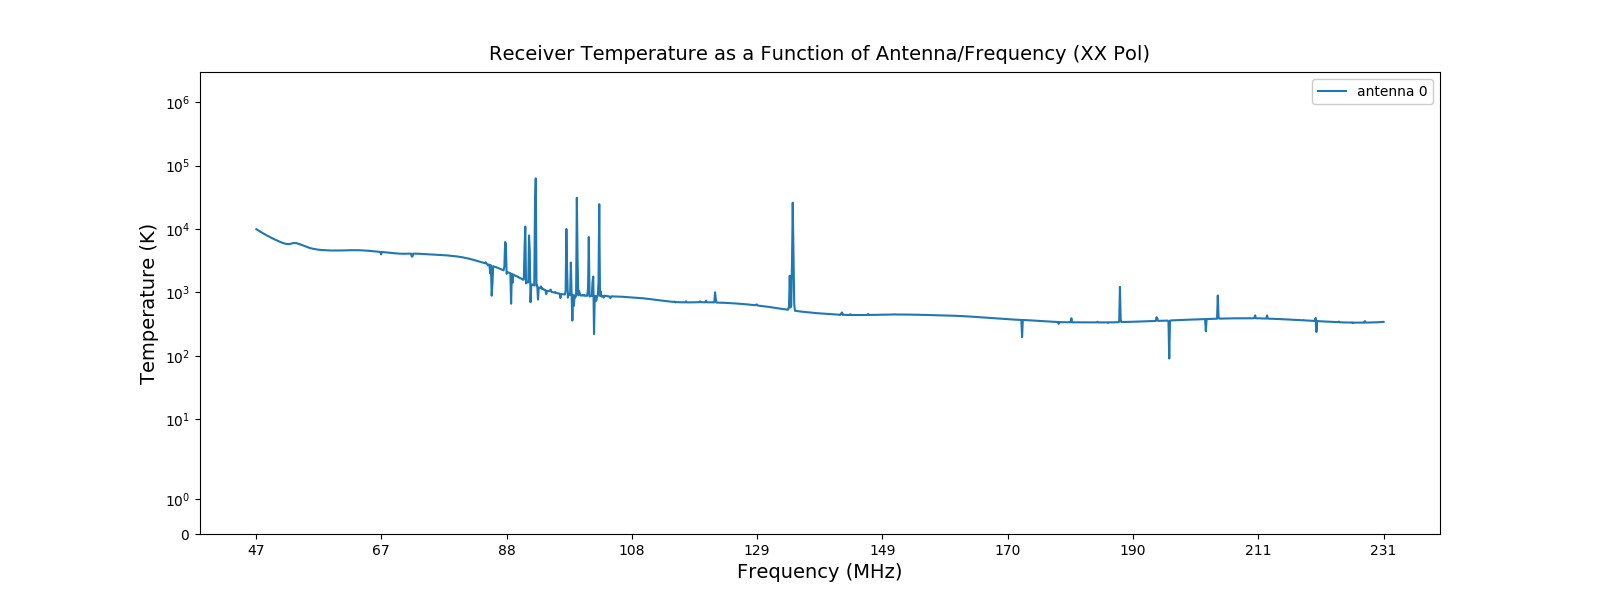 Receiver Temperature as a Function of Antenna/Frequency (XX Pol)
antenna 0
Temperature (K)
10⁶
10⁵
10⁴
10³
10²
10¹
10⁰
0
47 67 88 108 129 149 170 190 211 231
Frequency (MHz)